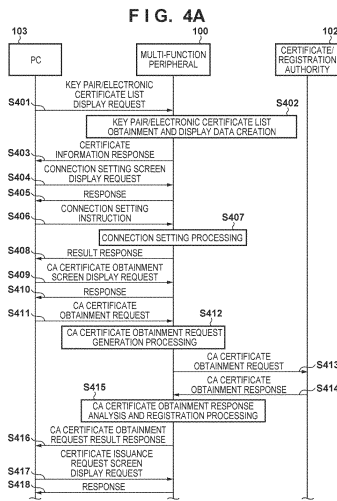 FIG. 4A
103
100
102
PC
MULTI-FUNCTION
PERIPHERAL
CERTIFICATE/
REGISTRATION
AUTHORITY
KEY PAIR/ELECTRONIC
CERTIFICATE LIST
DISPLAY REQUEST
S401
S402
KEY PAIR/ELECTRONIC CERTIFICATE LIST
OBTAINMENT AND DISPLAY DATA CREATION
S403
CERTIFICATE
INFORMATION RESPONSE
S404
CONNECTION SETTING SCREEN
DISPLAY REQUEST
S405
RESPONSE
S406
CONNECTION SETTING
INSTRUCTION
S407
CONNECTION SETTING PROCESSING
S408
RESULT RESPONSE
S409
CA CERTIFICATE OBTAINMENT
SCREEN DISPLAY REQUEST
S410
RESPONSE
S411
CA CERTIFICATE
OBTAINMENT REQUEST
S412
CA CERTIFICATE OBTAINMENT REQUEST
GENERATION PROCESSING
CA CERTIFICATE
OBTAINMENT REQUEST
S413
CA CERTIFICATE
OBTAINMENT RESPONSE
S414
S415
CA CERTIFICATE OBTAINMENT RESPONSE
ANALYSIS AND REGISTRATION PROCESSING
S416
CA CERTIFICATE OBTAINMENT
REQUEST RESULT RESPONSE
S417
CERTIFICATE ISSUANCE
REQUEST SCREEN
DISPLAY REQUEST
S418
RESPONSE